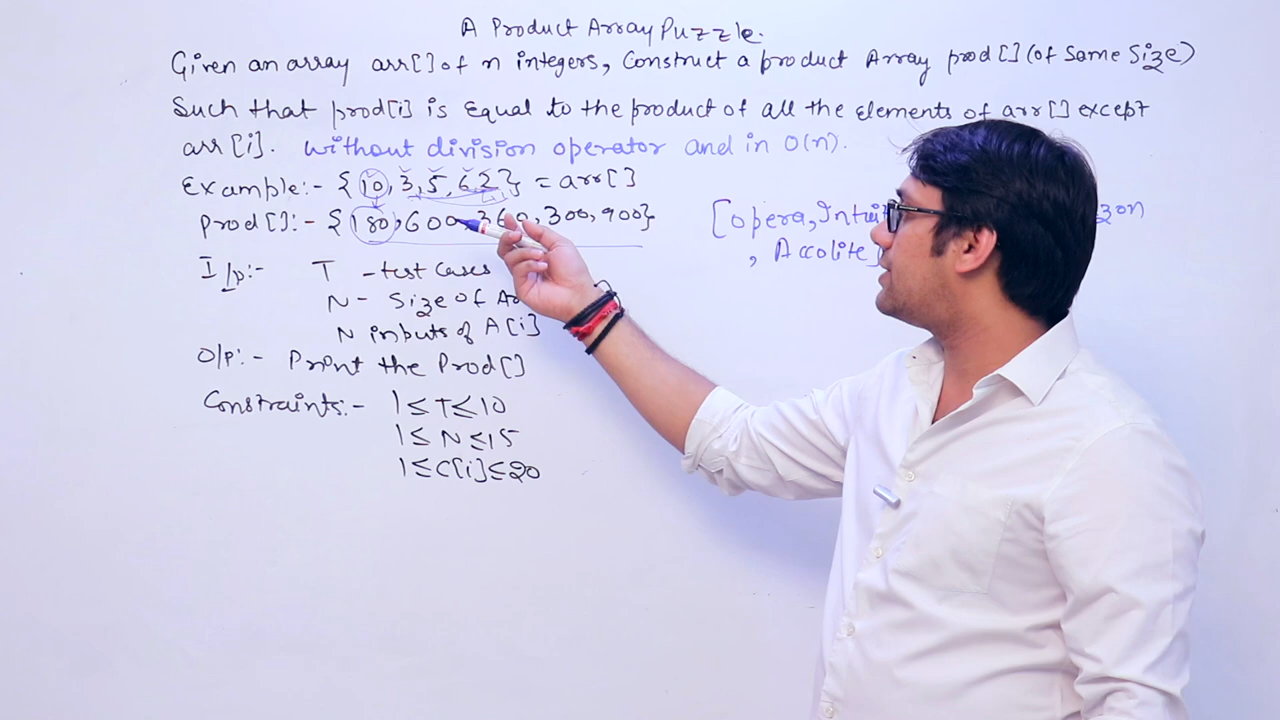 A Product Array Puzzle.
Given an array arr[] of n integers, Construct a product Array prod[] (of Same Size)
Such that prod[i] is equal to the product of all the elements of arr[] except
arr[i]. without division operator and in O(n).
Example:- {10,3,5,6,2} = arr[]
Prod[]:- {180,600,360,300,900}
[opera,
, Accolite]
I/p:- T - test Cases
N - Size of
N inputs of A[i]
O/p:- Print the Prod[]
Constraints:- 1≤T≤10
1≤N≤15
1≤C[i]≤20